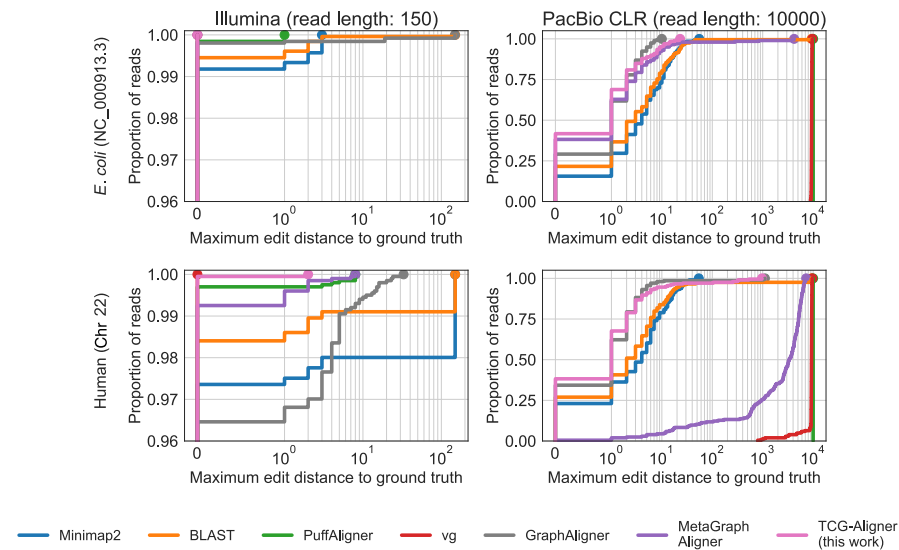 Illumina (read length: 150)
PacBio CLR (read length: 10000)
E. coli (NC_000913.3)
Proportion of reads
1.00
0.99
0.98
0.97
0.96
0
10^0
10^1
10^2
Maximum edit distance to ground truth
Proportion of reads
1.00
0.75
0.50
0.25
0.00
0
10^0
10^1
10^2
10^3
10^4
Maximum edit distance to ground truth
Human (Chr 22)
Proportion of reads
1.00
0.99
0.98
0.97
0.96
0
10^0
10^1
10^2
Maximum edit distance to ground truth
Proportion of reads
1.00
0.75
0.50
0.25
0.00
0
10^0
10^1
10^2
10^3
10^4
Maximum edit distance to ground truth
Minimap2
BLAST
PuffAligner
vg
GraphAligner
MetaGraph
Aligner
TCG-Aligner
(this work)